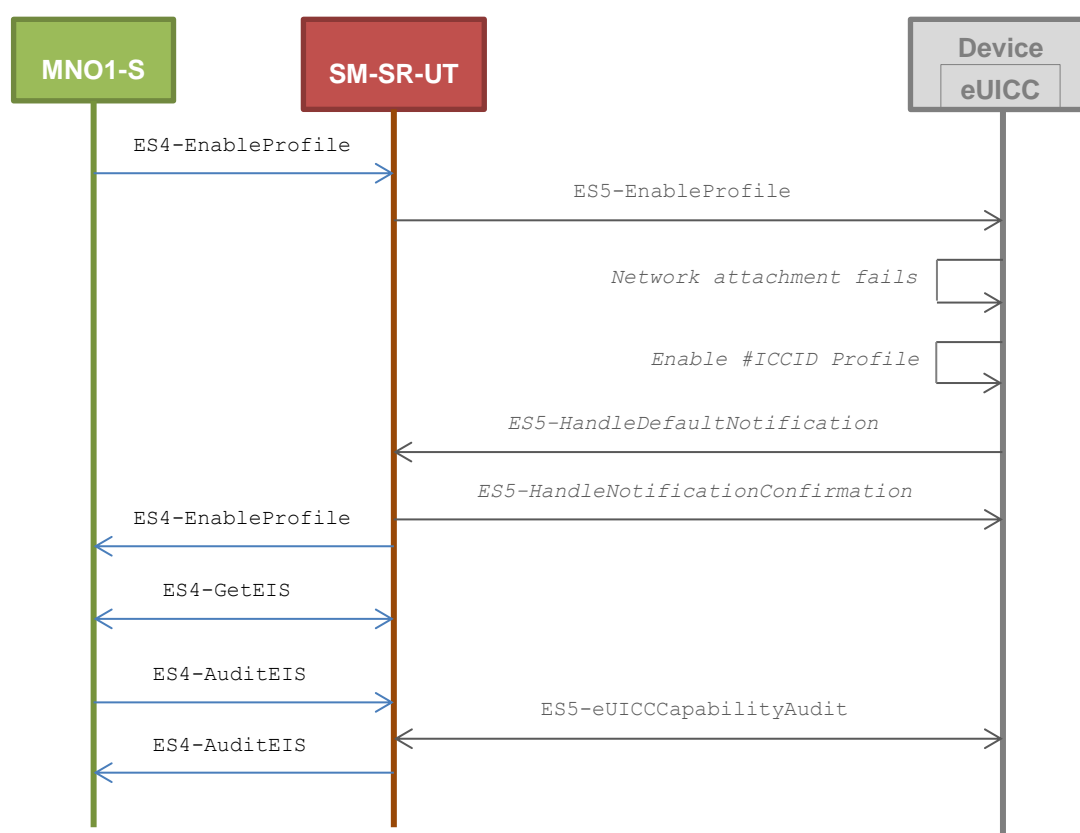 MNO1-S
SM-SR-UT
Device
eUICC
ES4-EnableProfile
ES5-EnableProfile
Network attachment fails
Enable #ICCID Profile
ES5-HandleDefaultNotification
ES5-HandleNotificationConfirmation
ES4-EnableProfile
ES4-GetEIS
ES4-AuditEIS
ES5-eUICCCapabilityAudit
ES4-AuditEIS